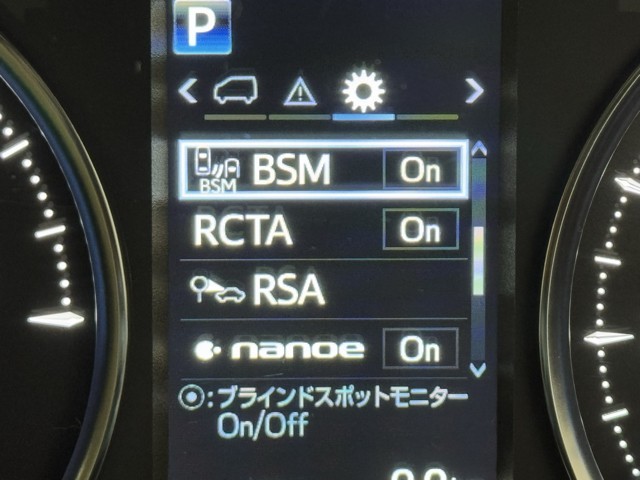 P
BSM BSM On
RCTA On
RSA
nanoe On
◉:ブラインドスポットモニター
On/Off